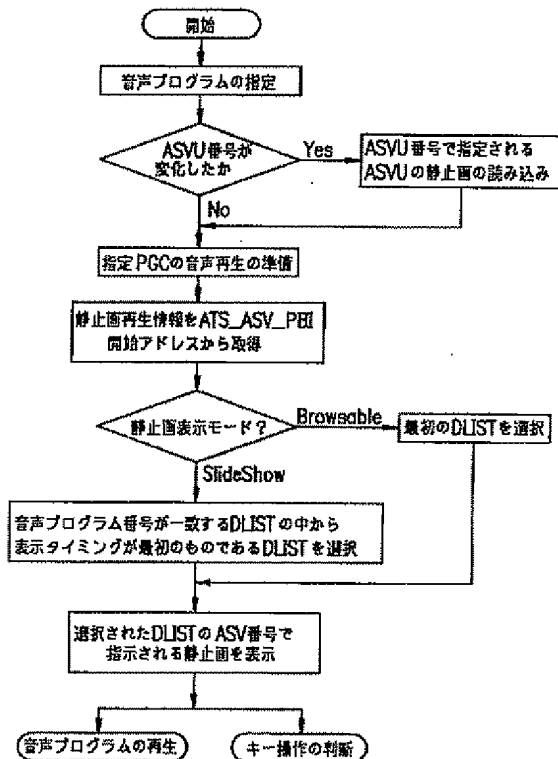 開始
音声プログラムの指定
ASVU番号が
変化したか
Yes
ASVU番号で指定される
ASVUの静止画の読み込み
No
指定PGCの音声再生の準備
静止画再生情報をATS_ASV_PBI
開始アドレスから取得
静止画表示モード?
Browsable
最初のDLISTを選択
SlideShow
音声プログラム番号が一致するDLISTの中から
表示タイミングが最初のものであるDLISTを選択
選択されたDLISTのASV番号で
指示される静止画を表示
音声プログラムの再生
キー操作の判断